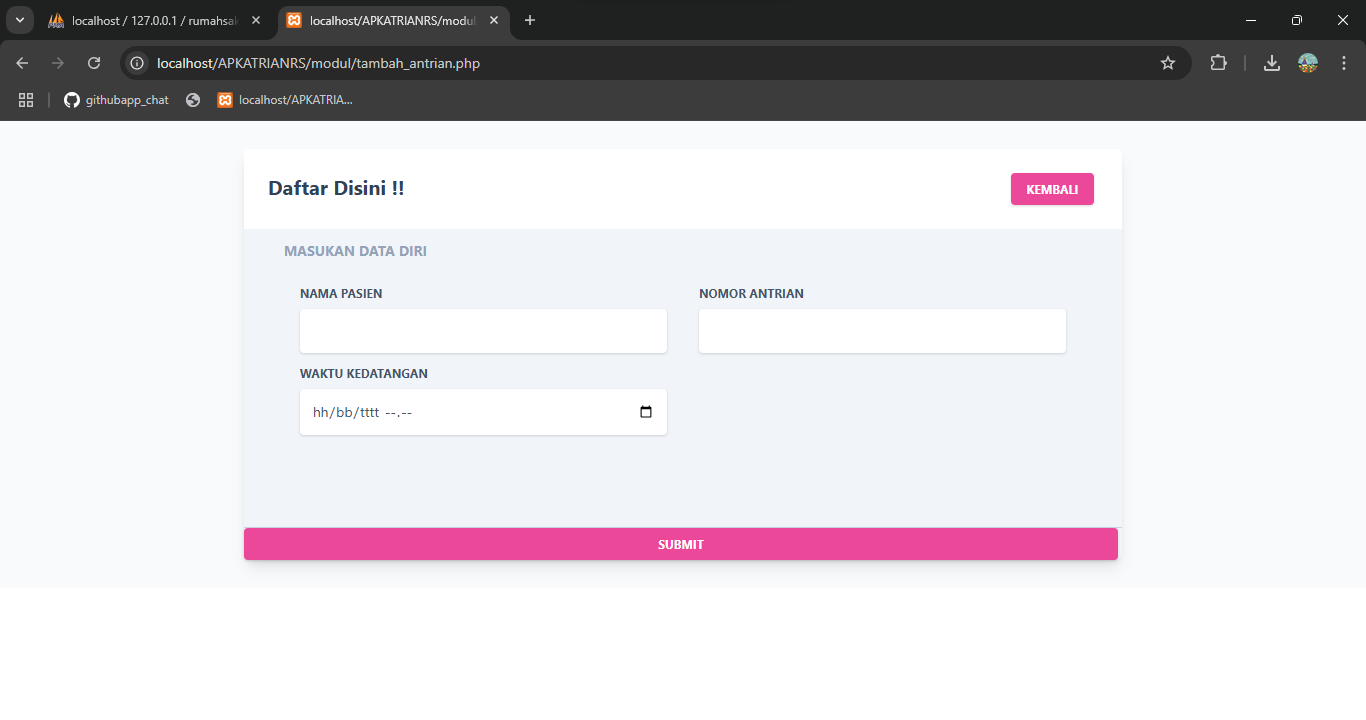 localhost / 127.0.0.1 / rumahsak
localhost/APKATRIANRS/modul
localhost/APKATRIANRS/modul/tambah_antrian.php
githubapp_chat
localhost/APKATRIA...
Daftar Disini !!
KEMBALI
MASUKAN DATA DIRI
NAMA PASIEN
NOMOR ANTRIAN
WAKTU KEDATANGAN
hh/bb/tttt --.--
SUBMIT